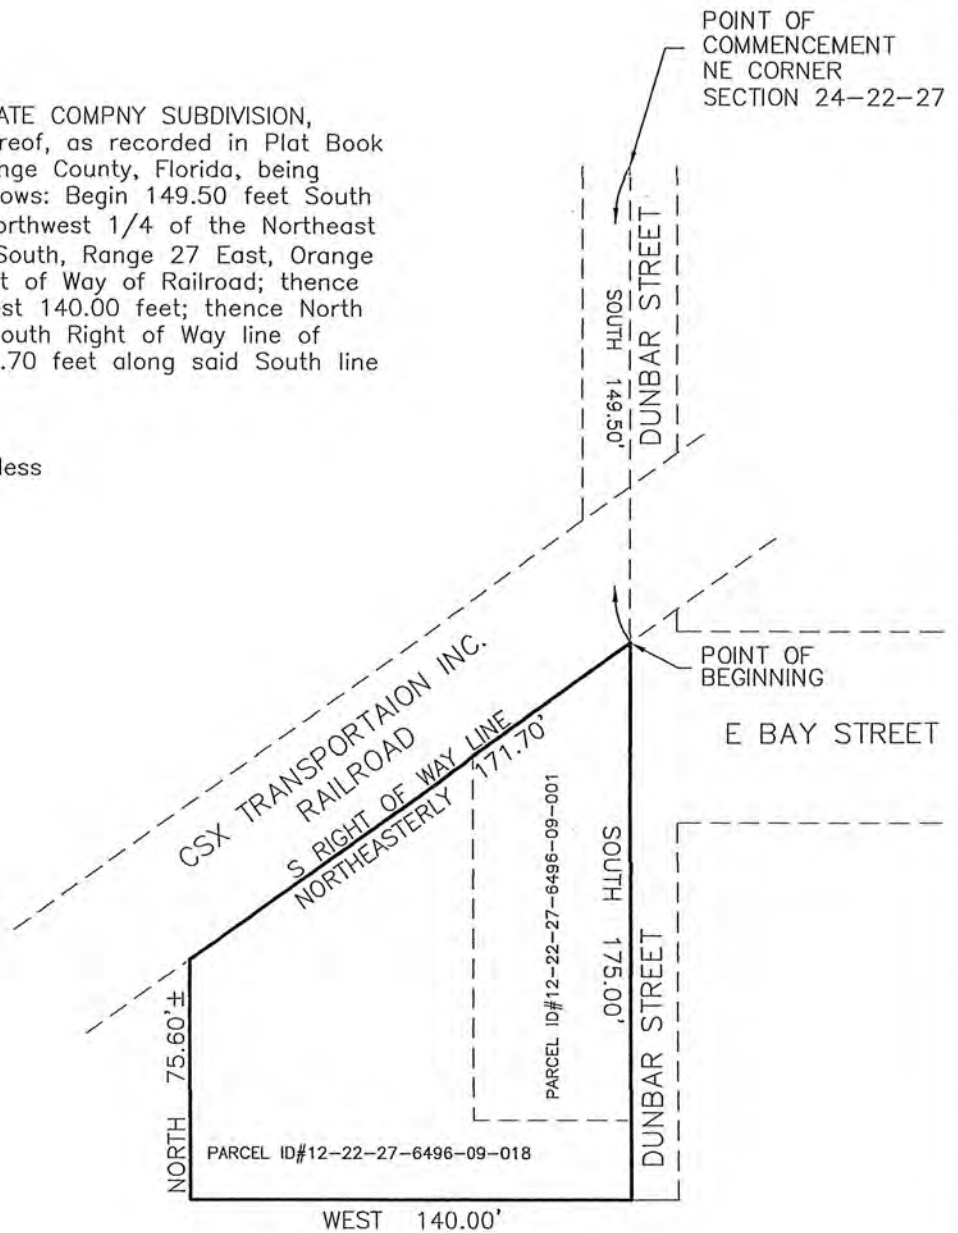 POINT OF
COMMENCEMENT
NE CORNER
SECTION 24-22-27
ATE COMPNY SUBDIVISION,
reof, as recorded in Plat Book
nge County, Florida, being
ows: Begin 149.50 feet South
orthwest 1/4 of the Northeast
South, Range 27 East, Orange
t of Way of Railroad; thence
est 140.00 feet; thence North
outh Right of Way line of
.70 feet along said South line
less
SOUTH 149.50'
DUNBAR STREET
POINT OF
BEGINNING
E BAY STREET
CSX TRANSPORTAION INC.
RAILROAD
S RIGHT OF WAY LINE
NORTHEASTERLY 171.70'
PARCEL ID#12-22-27-6496-09-001
SOUTH 175.00'
DUNBAR STREET
NORTH 75.60'±
PARCEL ID#12-22-27-6496-09-018
WEST 140.00'